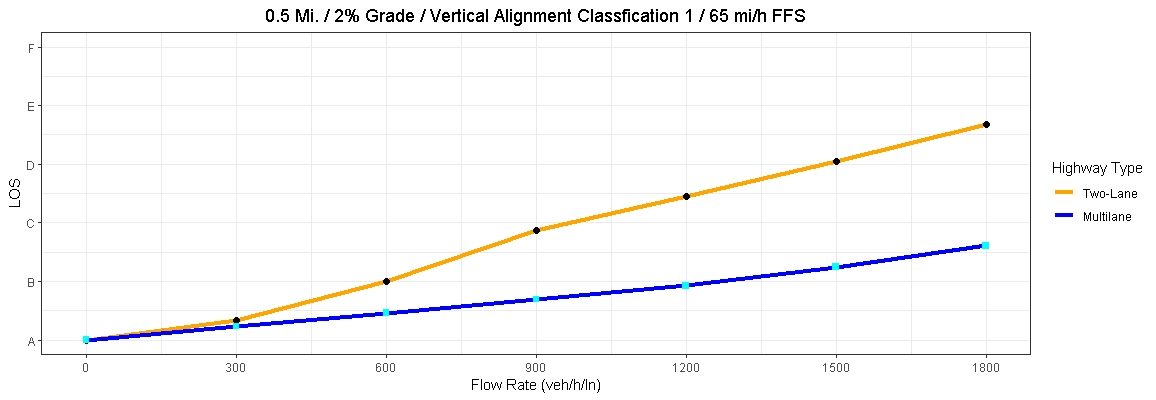 0.5 Mi. / 2% Grade / Vertical Alignment Classfication 1 / 65 mi/h FFS
F
E
D
C
B
A
LOS
0 300 600 900 1200 1500 1800
Flow Rate (veh/h/ln)
Highway Type
Two-Lane
Multilane